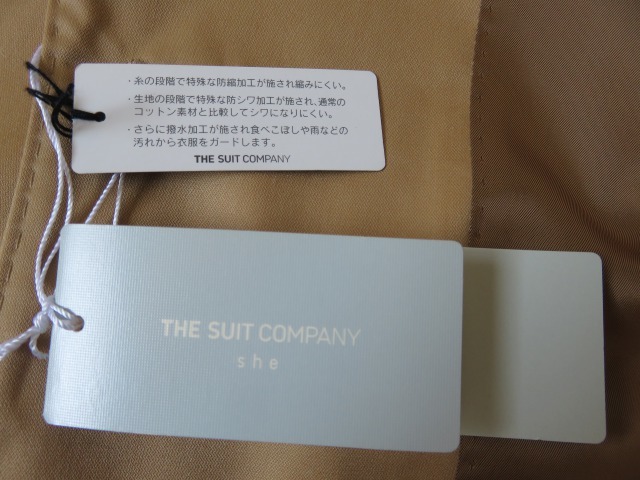 ・糸の段階で特殊な防縮加工が施され縮みにくい。
・生地の段階で特殊な防シワ加工が施され、通常の
コットン素材と比較してシワになりにくい。
・さらに撥水加工が施され食べこぼしや雨などの
汚れから衣服をガードします。
THE SUIT COMPANY
THE SUIT COMPANY
she